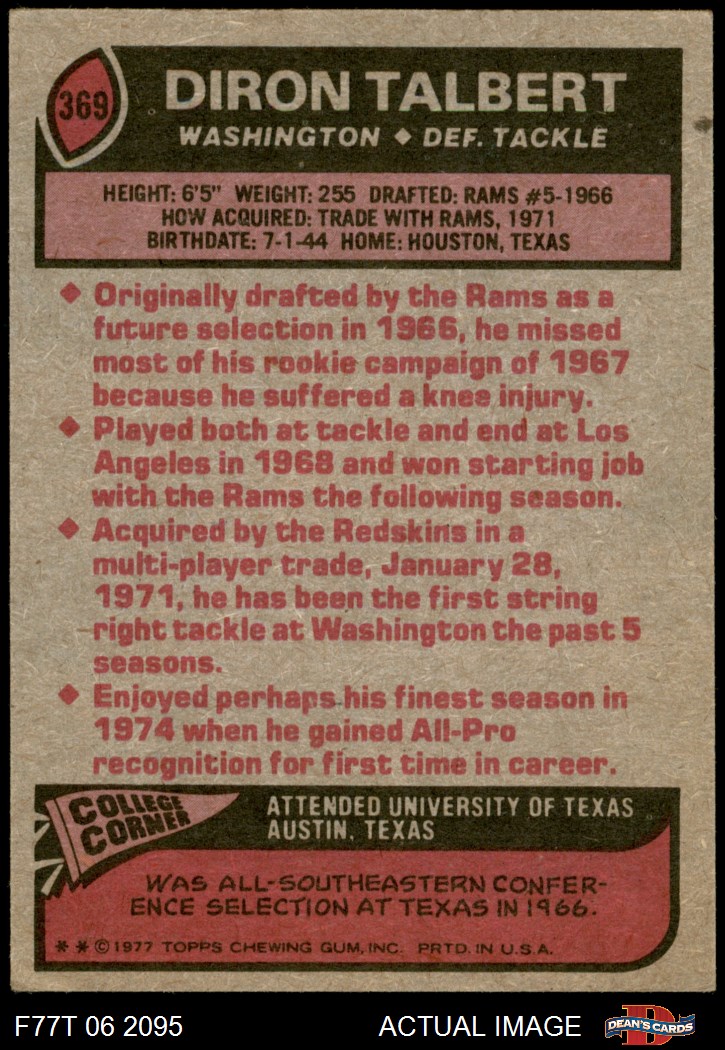 369
DIRON TALBERT
WASHINGTON ◆ DEF. TACKLE
HEIGHT: 6'5" WEIGHT: 255 DRAFTED: RAMS #5-1966
HOW ACQUIRED: TRADE WITH RAMS, 1971
BIRTHDATE: 7-1-44 HOME: HOUSTON, TEXAS
◆ Originally drafted by the Rams as a
future selection in 1966, he missed
most of his rookie campaign of 1967
because he suffered a knee injury.
◆ Played both at tackle and end at Los
Angeles in 1968 and won starting job
with the Rams the following season.
◆ Acquired by the Redskins in a
multi-player trade, January 28,
1971, he has been the first string
right tackle at Washington the past 5
seasons.
◆ Enjoyed perhaps his finest season in
1974 when he gained All-Pro
recognition for first time in career.
COLLEGE
CORNER
ATTENDED UNIVERSITY OF TEXAS
AUSTIN, TEXAS
WAS ALL-SOUTHEASTERN CONFER-
ENCE SELECTION AT TEXAS IN 1966.
* * © 1977 TOPPS CHEWING GUM, INC. PRTD. IN U.S.A.
F77T 06 2095
ACTUAL IMAGE
DEAN'S CARDS